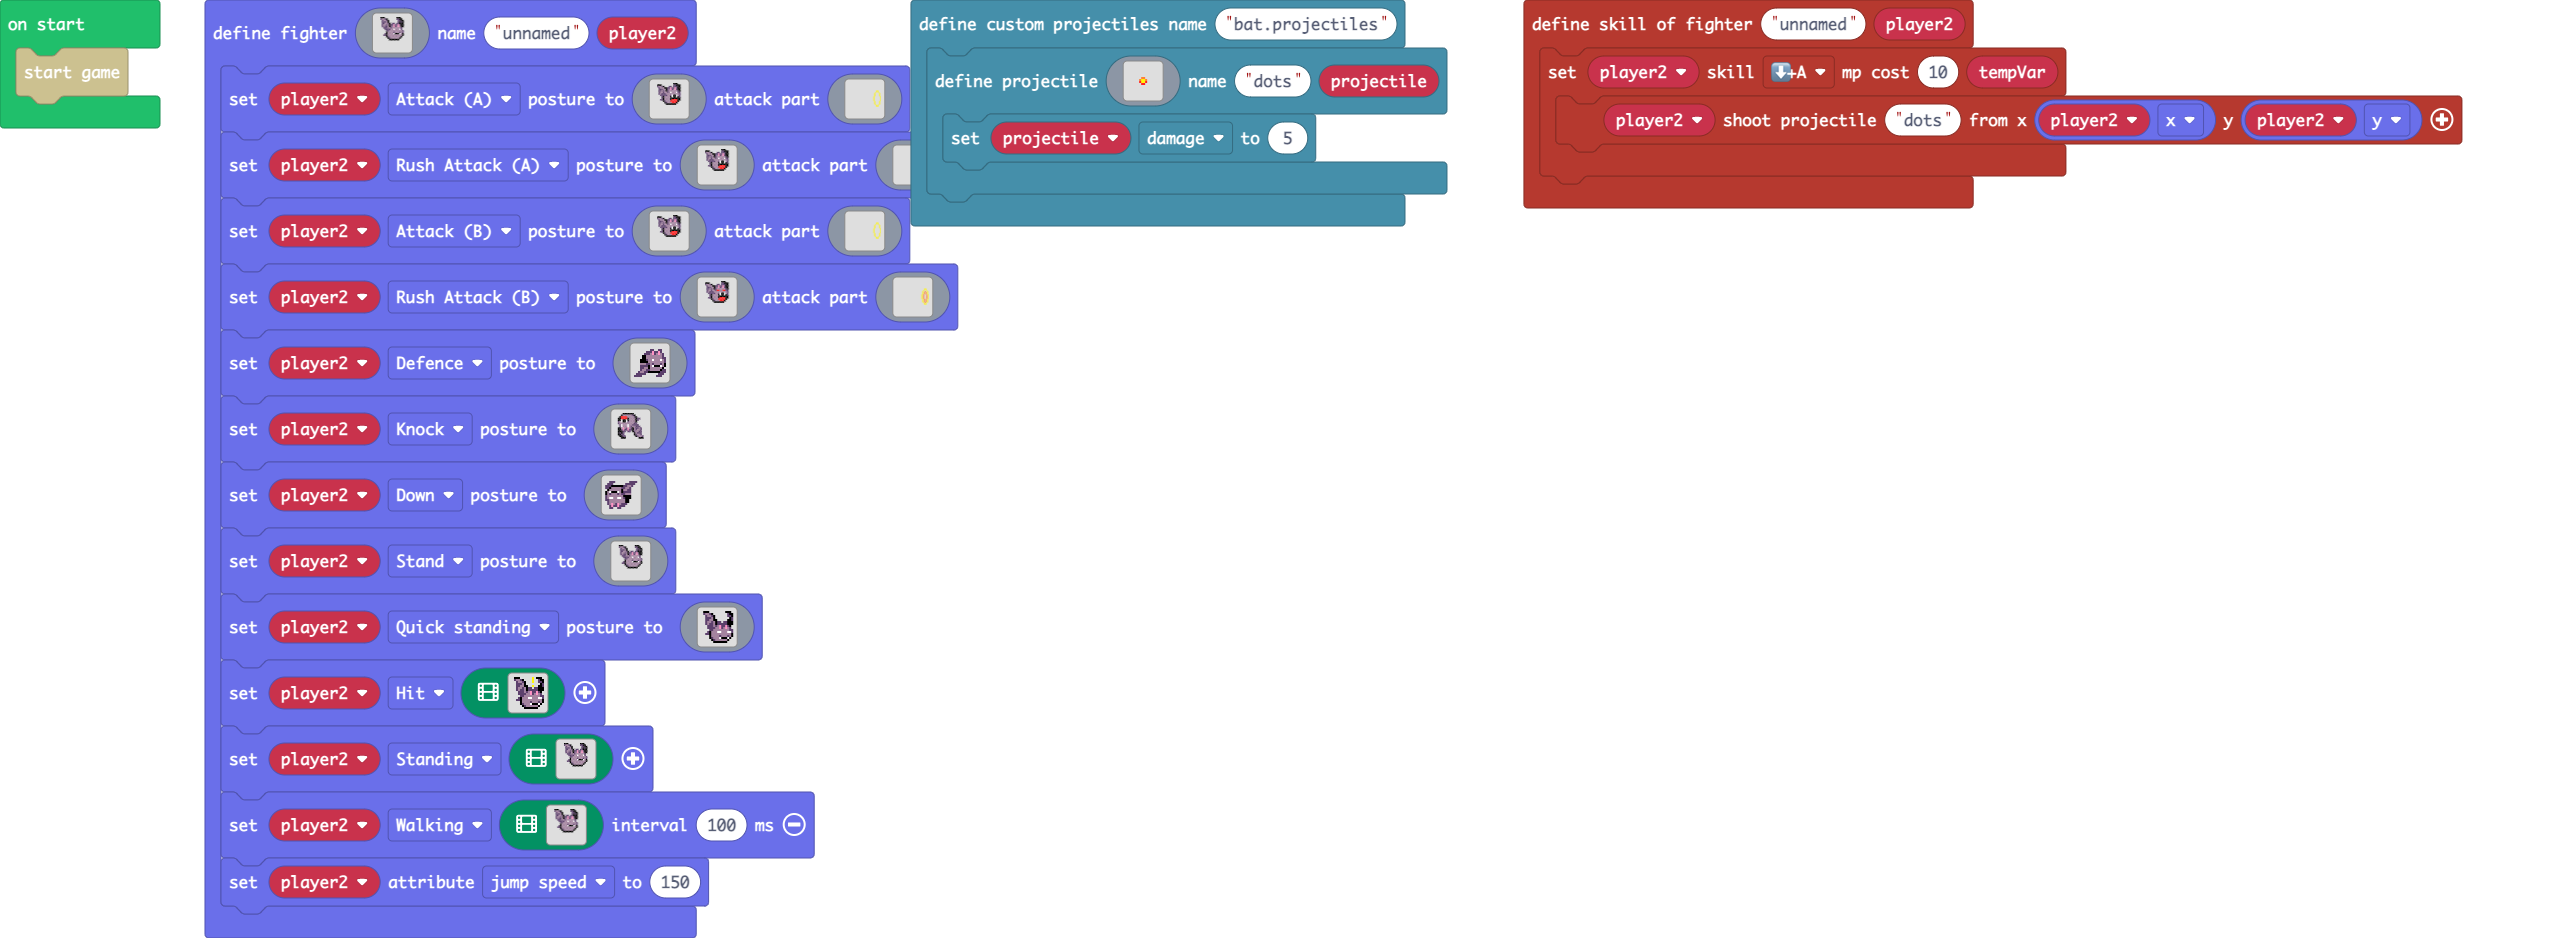 on start
start game
define fighter name "unnamed" player2
set player2 Attack (A) posture to attack part
set player2 Rush Attack (A) posture to attack part
set player2 Attack (B) posture to attack part
set player2 Rush Attack (B) posture to attack part
set player2 Defence posture to
set player2 Knock posture to
set player2 Down posture to
set player2 Stand posture to
set player2 Quick standing posture to
set player2 Hit
set player2 Standing
set player2 Walking interval 100 ms
set player2 attribute jump speed to 150
define custom projectiles name "bat.projectiles"
define projectile name "dots" projectile
set projectile damage to 5
define skill of fighter "unnamed" player2
set player2 skill ⬇+A mp cost 10 tempVar
player2 shoot projectile "dots" from x player2 x y player2 y